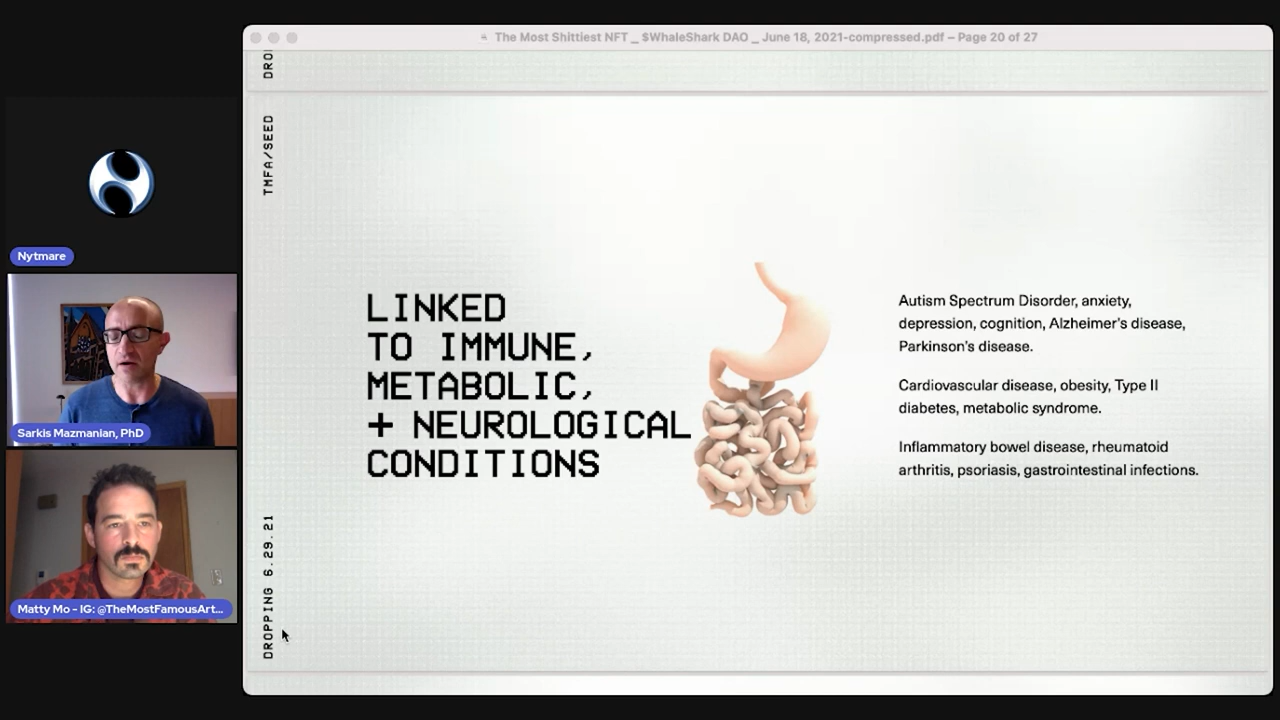 The Most Shittiest NFT _ $WhaleShark DAO _ June 18, 2021-compressed.pdf – Page 20 of 27
DRO
TMFA/SEED
DROPPING 6.29.21
LINKED
TO IMMUNE,
METABOLIC,
+ NEUROLOGICAL
CONDITIONS
Autism Spectrum Disorder, anxiety,
depression, cognition, Alzheimer's disease,
Parkinson's disease.
Cardiovascular disease, obesity, Type II
diabetes, metabolic syndrome.
Inflammatory bowel disease, rheumatoid
arthritis, psoriasis, gastrointestinal infections.
Nytmare
Sarkis Mazmanian, PhD
Matty Mo - IG: @TheMostFamousArt...